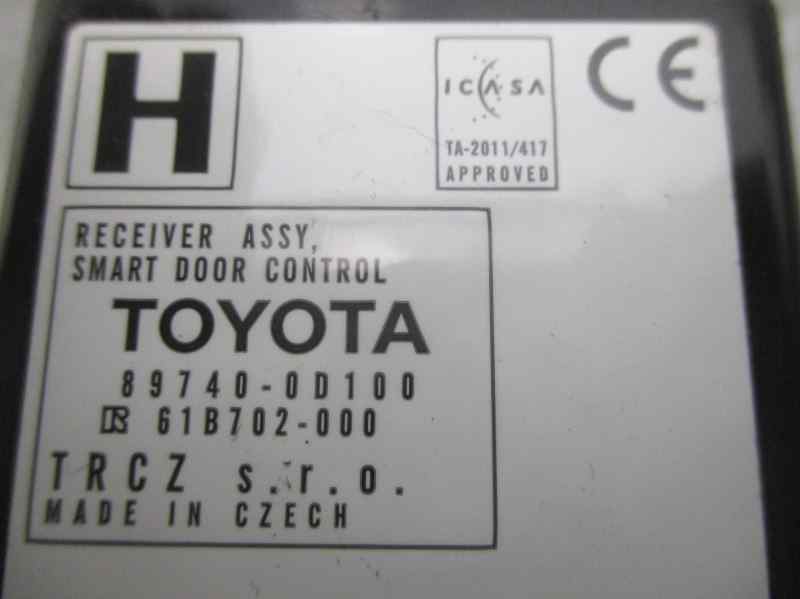 H
ICASA
TA-2011/417
APPROVED
CE
RECEIVER ASSY,
SMART DOOR CONTROL
TOYOTA
89740-0D100
61B702-000
TRCZ s.r.o.
MADE IN CZECH